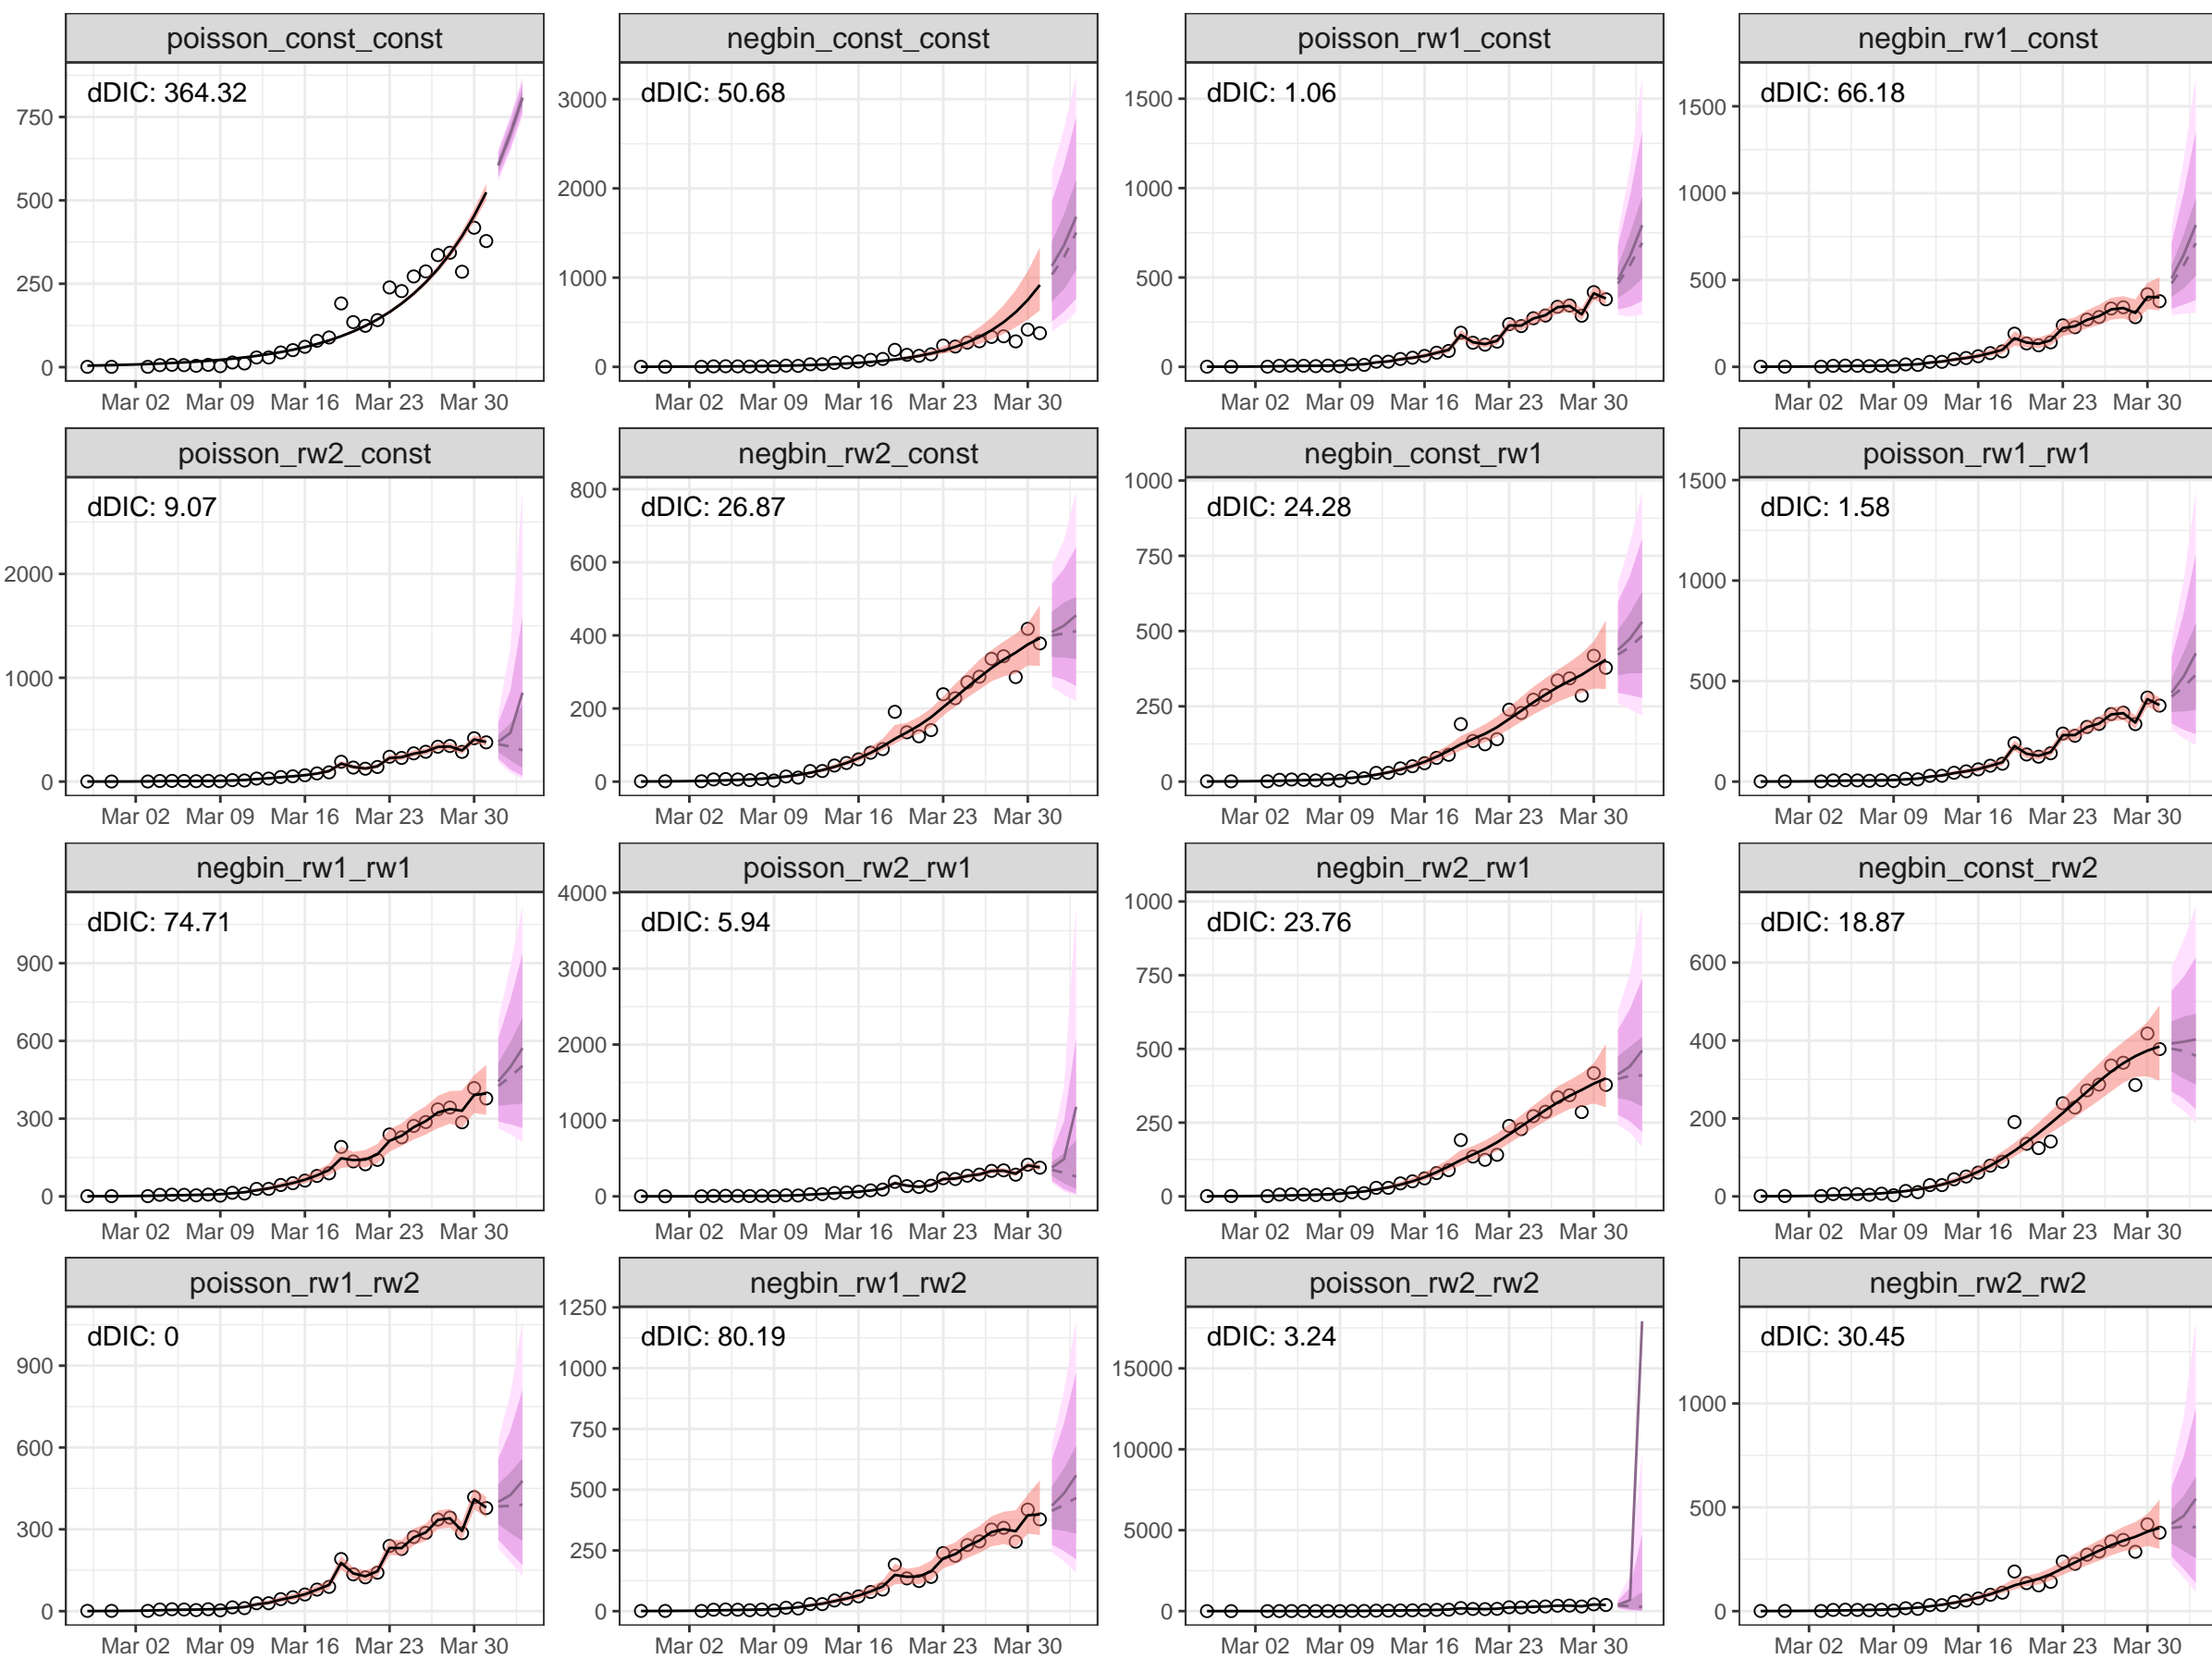 poisson_const_const
dDIC: 364.32
750
500
250
0
Mar 02 Mar 09 Mar 16 Mar 23 Mar 30
negbin_const_const
dDIC: 50.68
3000
2000
1000
0
Mar 02 Mar 09 Mar 16 Mar 23 Mar 30
poisson_rw1_const
dDIC: 1.06
1500
1000
500
0
Mar 02 Mar 09 Mar 16 Mar 23 Mar 30
negbin_rw1_const
dDIC: 66.18
1500
1000
500
0
Mar 02 Mar 09 Mar 16 Mar 23 Mar 30
poisson_rw2_const
dDIC: 9.07
2000
1000
0
Mar 02 Mar 09 Mar 16 Mar 23 Mar 30
negbin_rw2_const
dDIC: 26.87
800
600
400
200
0
Mar 02 Mar 09 Mar 16 Mar 23 Mar 30
negbin_const_rw1
dDIC: 24.28
1000
750
500
250
0
Mar 02 Mar 09 Mar 16 Mar 23 Mar 30
poisson_rw1_rw1
dDIC: 1.58
1500
1000
500
0
Mar 02 Mar 09 Mar 16 Mar 23 Mar 30
negbin_rw1_rw1
dDIC: 74.71
900
600
300
0
Mar 02 Mar 09 Mar 16 Mar 23 Mar 30
poisson_rw2_rw1
dDIC: 5.94
4000
3000
2000
1000
0
Mar 02 Mar 09 Mar 16 Mar 23 Mar 30
negbin_rw2_rw1
dDIC: 23.76
1000
750
500
250
0
Mar 02 Mar 09 Mar 16 Mar 23 Mar 30
negbin_const_rw2
dDIC: 18.87
600
400
200
0
Mar 02 Mar 09 Mar 16 Mar 23 Mar 30
poisson_rw1_rw2
dDIC: 0
900
600
300
0
Mar 02 Mar 09 Mar 16 Mar 23 Mar 30
negbin_rw1_rw2
dDIC: 80.19
1250
1000
750
500
250
0
Mar 02 Mar 09 Mar 16 Mar 23 Mar 30
poisson_rw2_rw2
dDIC: 3.24
15000
10000
5000
0
Mar 02 Mar 09 Mar 16 Mar 23 Mar 30
negbin_rw2_rw2
dDIC: 30.45
1000
500
0
Mar 02 Mar 09 Mar 16 Mar 23 Mar 30